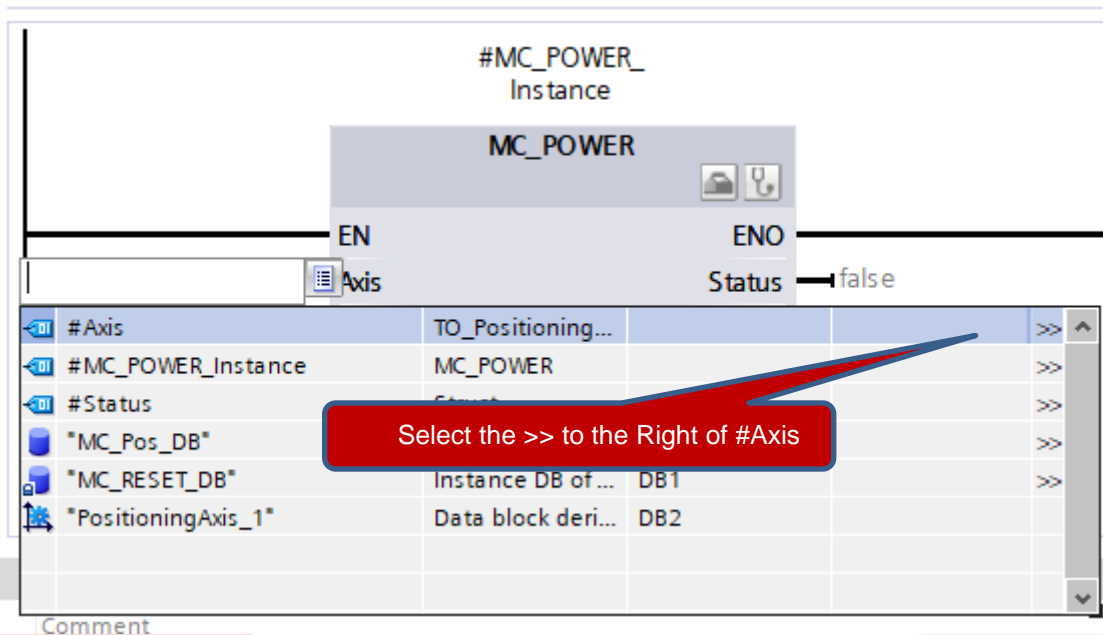 #MC_POWER_
Instance
MC_POWER
EN ENO
Axis Status false
#Axis TO_Positioning... >>
#MC_POWER_Instance MC_POWER >>
#Status Struct >>
Select the >> to the Right of #Axis
"MC_Pos_DB" >>
"MC_RESET_DB" Instance DB of ... DB1 >>
"PositioningAxis_1" Data block deri... DB2
Comment